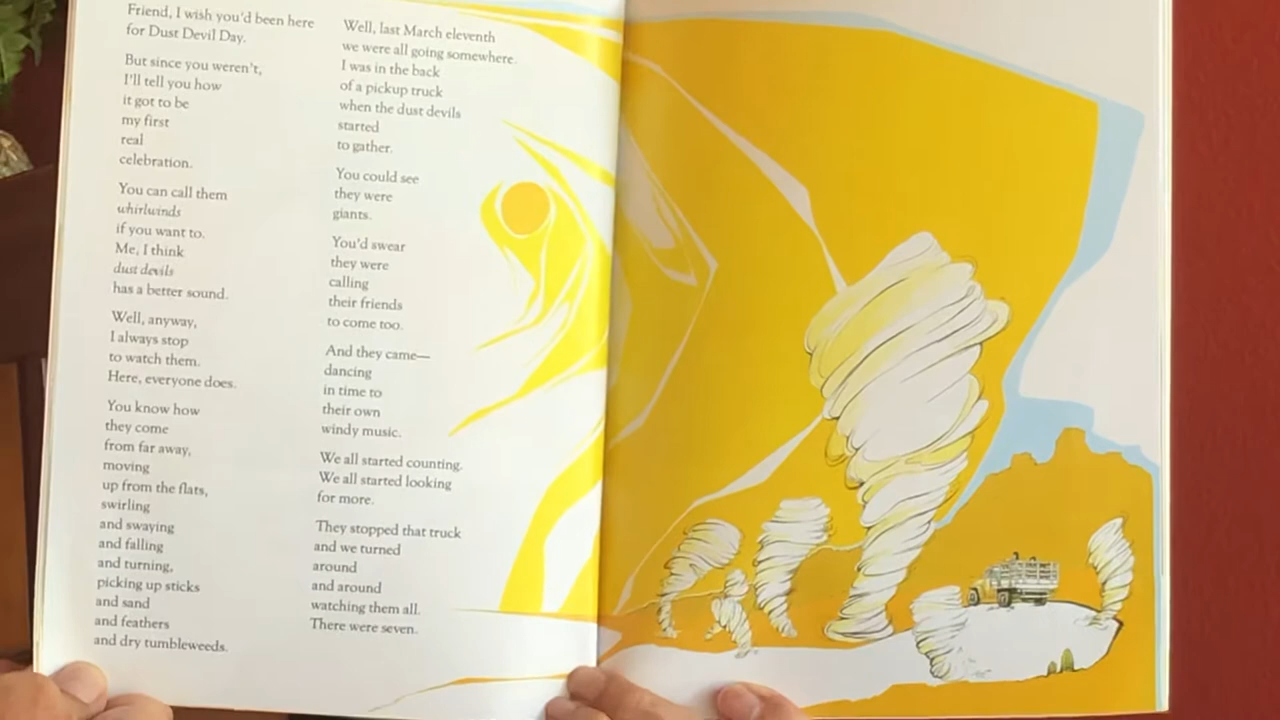 Friend, I wish you'd been here
for Dust Devil Day.
But since you weren't,
I'll tell you how
it got to be
my first
real
celebration.
You can call them
whirlwinds
if you want to.
Me, I think
dust devils
has a better sound.
Well, anyway,
I always stop
to watch them.
Here, everyone does.
You know how
they come
from far away,
moving
up from the flats,
swirling
and swaying
and falling
and turning,
picking up sticks
and sand
and feathers
and dry tumbleweeds.
Well, last March eleventh
we were all going somewhere.
I was in the back
of a pickup truck
when the dust devils
started
to gather.
You could see
they were
giants.
You'd swear
they were
calling
their friends
to come too.
And they came—
dancing
in time to
their own
windy music.
We all started counting.
We all started looking
for more.
They stopped that truck
and we turned
around
and around
watching them all.
There were seven.